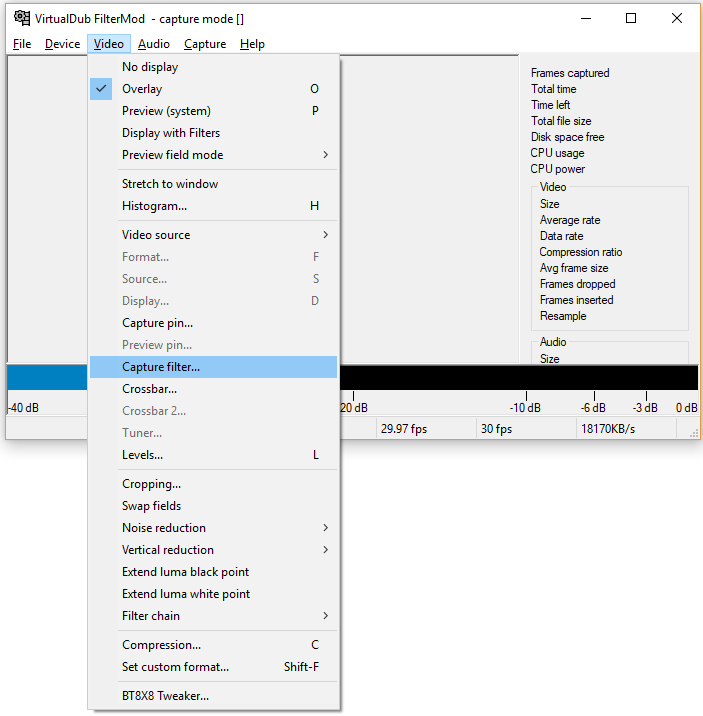 VirtualDub FilterMod - capture mode []
File Device Video Audio Capture Help
No display
Overlay O
Preview (system) P
Display with Filters
Preview field mode
Stretch to window
Histogram... H
Video source
Format... F
Source... S
Display... D
Capture pin...
Preview pin...
Capture filter...
Crossbar...
Crossbar 2...
Tuner...
Levels... L
Cropping...
Swap fields
Noise reduction
Vertical reduction
Extend luma black point
Extend luma white point
Filter chain
Compression... C
Set custom format... Shift-F
BT8X8 Tweaker...
Frames captured
Total time
Time left
Total file size
Disk space free
CPU usage
CPU power
Video
Size
Average rate
Data rate
Compression ratio
Avg frame size
Frames dropped
Frames inserted
Resample
Audio
Size
-40 dB 20 dB -10 dB -6 dB -3 dB 0 dB
29.97 fps 30 fps 18170KB/s